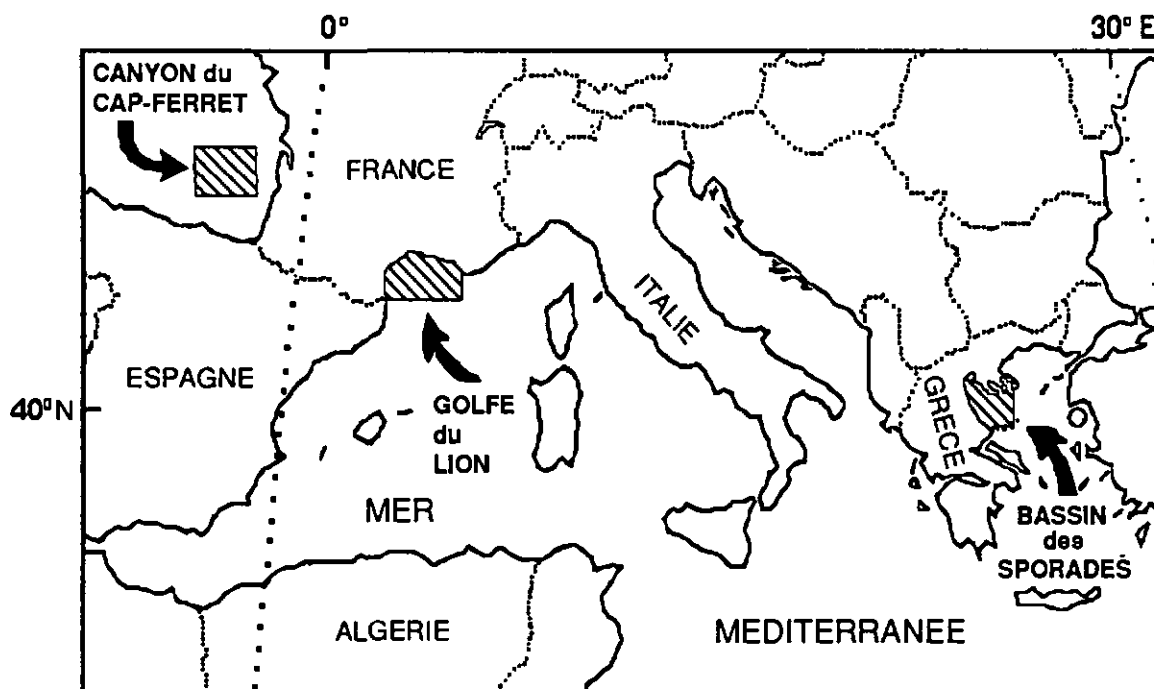 0°
30° E
CANYON du
CAP-FERRET
FRANCE
ITALIE
ESPAGNE
40°N
GOLFE
du
LION
GRECE
MER
BASSIN
des
SPORADES
ALGERIE
MEDITERRANEE